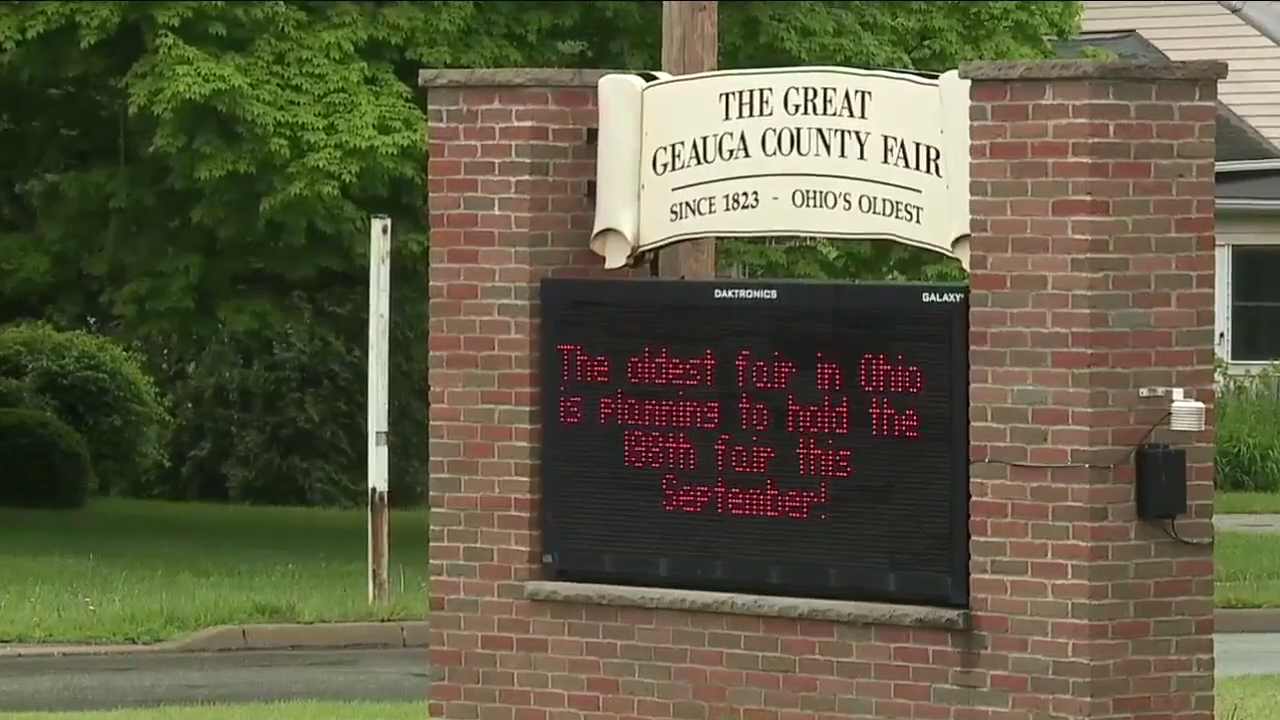 THE GREAT
GEAUGA COUNTY FAIR
SINCE 1823 - OHIO'S OLDEST
DAKTRONICS
GALAXY
The oldest fair in Ohio
is planning to hold the
198th fair this
September!